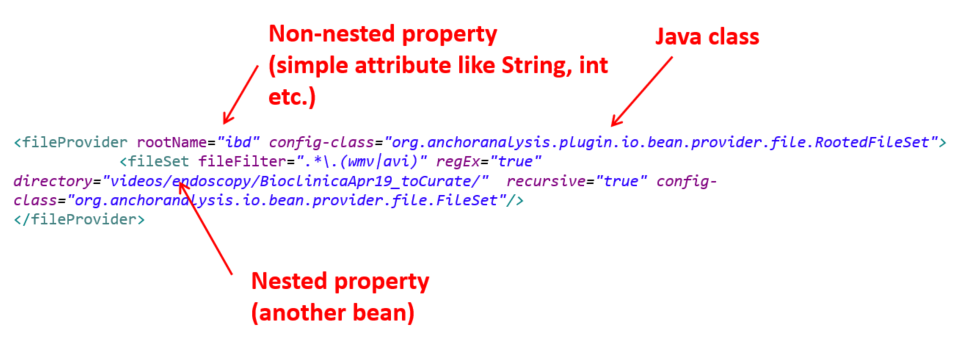 Non-nested property
(simple attribute like String, int
etc.)
Java class
<fileProvider rootName="ibd" config-class="org.anchoranalysis.plugin.io.bean.provider.file.RootedFileSet">
<fileSet fileFilter=".*\.(wmv|avi)" regEx="true"
directory="videos/endoscopy/BioclinicaApr19_toCurate/" recursive="true" config-
class="org.anchoranalysis.io.bean.provider.file.FileSet"/>
</fileProvider>
Nested property
(another bean)